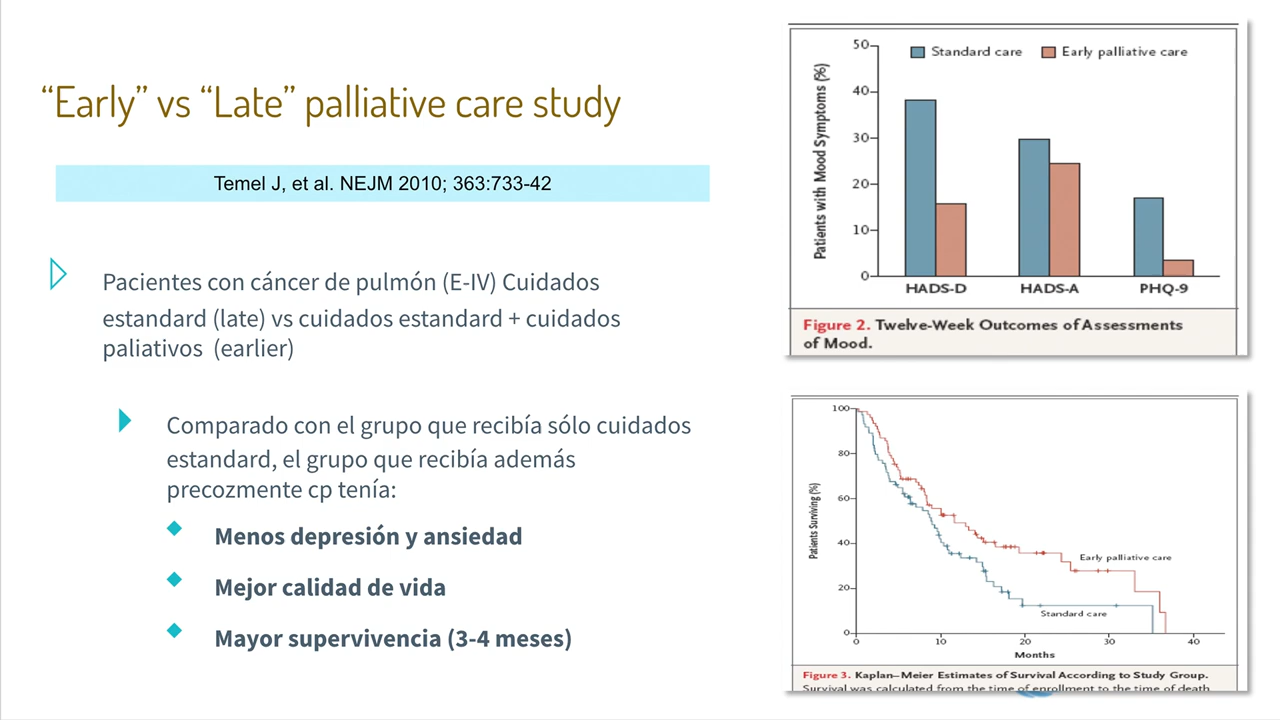 “Early” vs “Late” palliative care study
Temel J, et al. NEJM 2010; 363:733-42
Pacientes con cáncer de pulmón (E-IV) Cuidados
estandard (late) vs cuidados estandard + cuidados
paliativos (earlier)
Comparado con el grupo que recibía sólo cuidados
estandard, el grupo que recibía además
precozmente cp tenía:
Menos depresión y ansiedad
Mejor calidad de vida
Mayor supervivencia (3-4 meses)
Standard care
Early palliative care
Patients with Mood Symptoms (%)
50
40
30
20
10
0
HADS-D
HADS-A
PHQ-9
Figure 2. Twelve-Week Outcomes of Assessments
of Mood.
Patients Surviving (%)
100
80
60
40
20
0
Early palliative care
Standard care
0
10
20
30
40
Months
Figure 3. Kaplan–Meier Estimates of Survival According to Study Group.
Survival was calculated from the time of enrollment to the time of death